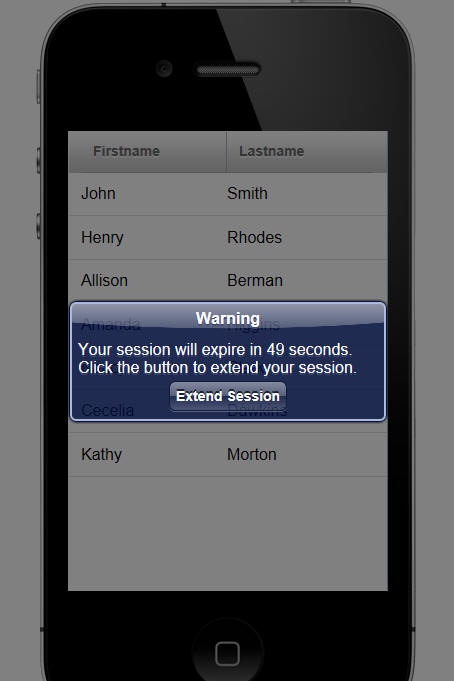 Firstname Lastname
John Smith
Henry Rhodes
Allison Berman
Amanda Higgins
Warning
Your session will expire in 49 seconds.
Click the button to extend your session.
Extend Session
Cecelia Dawkins
Kathy Morton